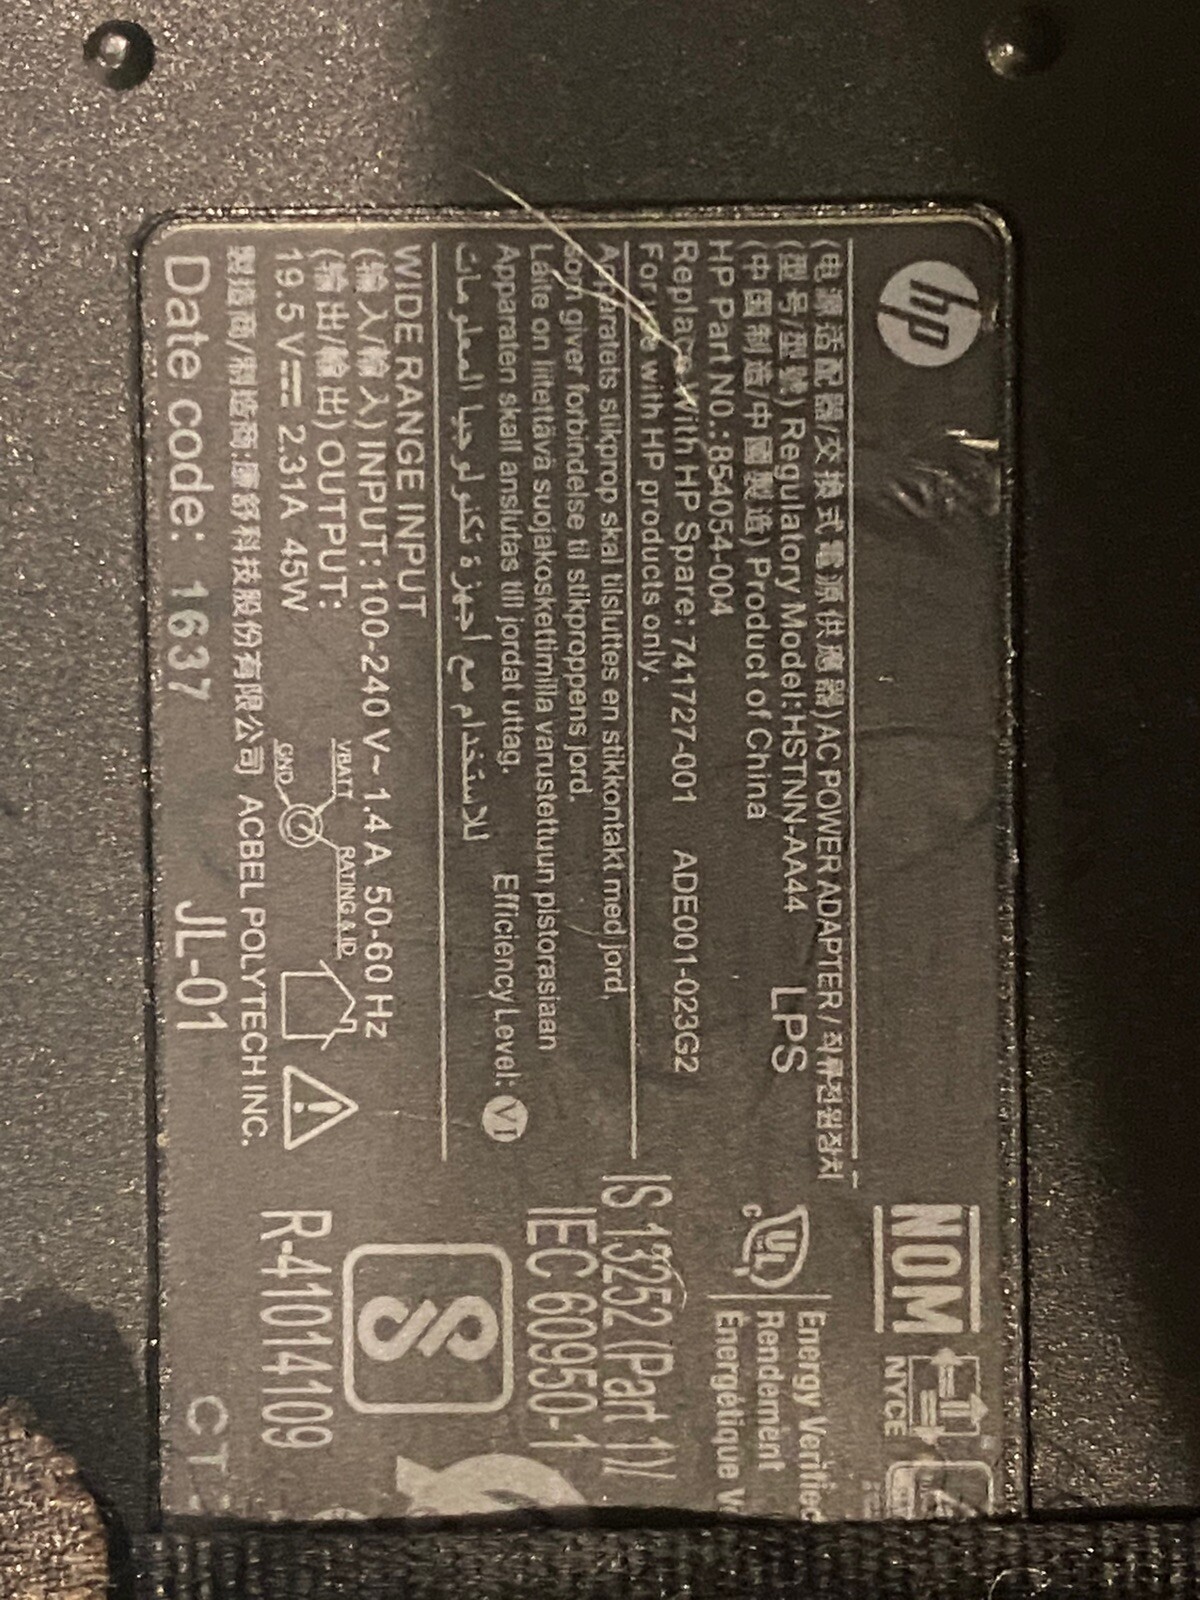 hp
(电源适配器/交換式電源供應器) AC POWER ADAPTER / 직류전원장치
(型号/型號) Regulatory Model:HSTNN-AA44 LPS
(中国制造/中國製造) Product of China
HP Part NO.:854054-004
Replace With HP Spare: 741727-001 ADE001-023G2
For use with HP products only.
Apparatets stikprop skal tilsluttes en stikkontakt med jord,
som giver forbindelse til stikproppens jord.
Laite on liitettävä suojakoskettimilla varustettuun pistorasiaan
Apparaten skall anslutas till jordat uttag.
للاستخدام مع أجهزة تكنولوجيا المعلومات
Efficiency Level: VI
WIDE RANGE INPUT
(输入/輸入) INPUT: 100-240 V~ 1.4 A 50-60 Hz
(输出/輸出) OUTPUT:
19.5 V⎓ 2.31A 45W
VBATT
GND
RATING & ID
製造商/制造商:康舒科技股份有限公司 ACBEL POLYTECH INC.
Date code: 1637 JL-01
NOM
NYCE
c UL
Energy Verified
Rendement
Énergétique
IS 13252 (Part 1)/
IEC 60950-1
R-41014109
CT